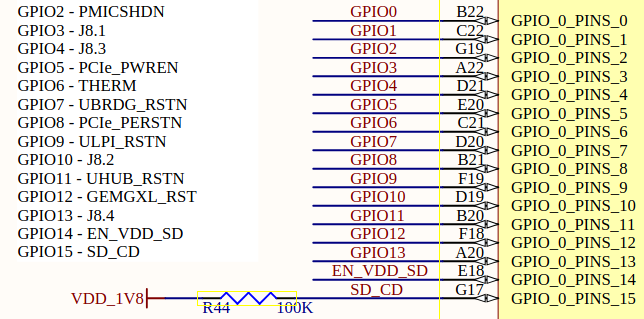 GPIO2 - PMICSHDN
GPIO3 - J8.1
GPIO4 - J8.3
GPIO5 - PCIe_PWREN
GPIO6 - THERM
GPIO7 - UBRDG_RSTN
GPIO8 - PCIe_PERSTN
GPIO9 - ULPI_RSTN
GPIO10 - J8.2
GPIO11 - UHUB_RSTN
GPIO12 - GEMGXL_RST
GPIO13 - J8.4
GPIO14 - EN_VDD_SD
GPIO15 - SD_CD
GPIO0 B22 GPIO_0_PINS_0
GPIO1 C22 GPIO_0_PINS_1
GPIO2 G19 GPIO_0_PINS_2
GPIO3 A22 GPIO_0_PINS_3
GPIO4 D21 GPIO_0_PINS_4
GPIO5 E20 GPIO_0_PINS_5
GPIO6 C21 GPIO_0_PINS_6
GPIO7 D20 GPIO_0_PINS_7
GPIO8 B21 GPIO_0_PINS_8
GPIO9 F19 GPIO_0_PINS_9
GPIO10 D19 GPIO_0_PINS_10
GPIO11 B20 GPIO_0_PINS_11
GPIO12 F18 GPIO_0_PINS_12
GPIO13 A20 GPIO_0_PINS_13
EN_VDD_SD E18 GPIO_0_PINS_14
SD_CD G17 GPIO_0_PINS_15
VDD_1V8
R44 100K